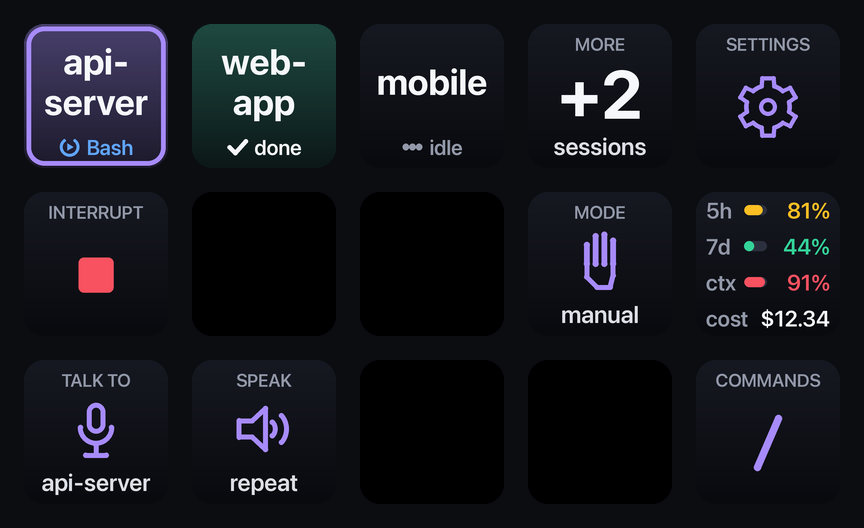 api-
server
Bash
web-
app
done
mobile
idle
MORE
+2
sessions
SETTINGS
INTERRUPT
MODE
manual
5h 81%
7d 44%
ctx 91%
cost $12.34
TALK TO
api-server
SPEAK
repeat
COMMANDS
/